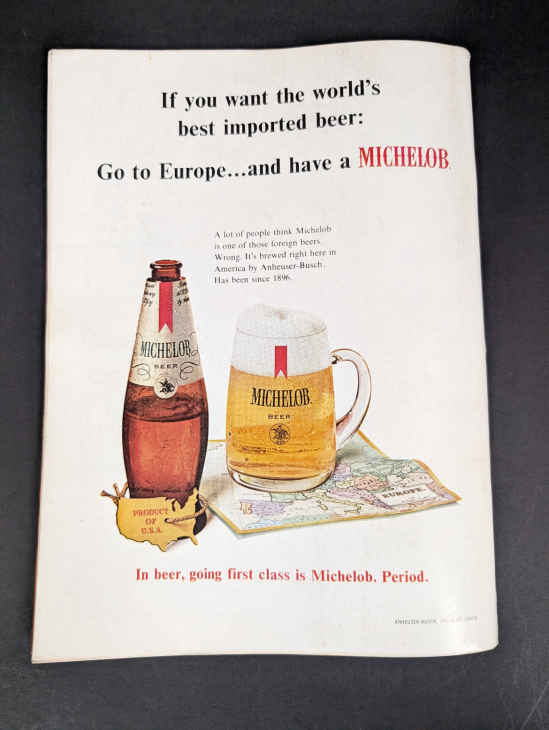 If you want the world's
best imported beer:
Go to Europe...and have a MICHELOB.
A lot of people think Michelob
is one of those foreign beers.
Wrong. It's brewed right here in
America by Anheuser-Busch.
Has been since 1896.
MICHELOB.
BEER
MICHELOB.
BEER
EUROPE
PRODUCT
OF
U.S.A.
In beer, going first class is Michelob. Period.
ANHEUSER-BUSCH,